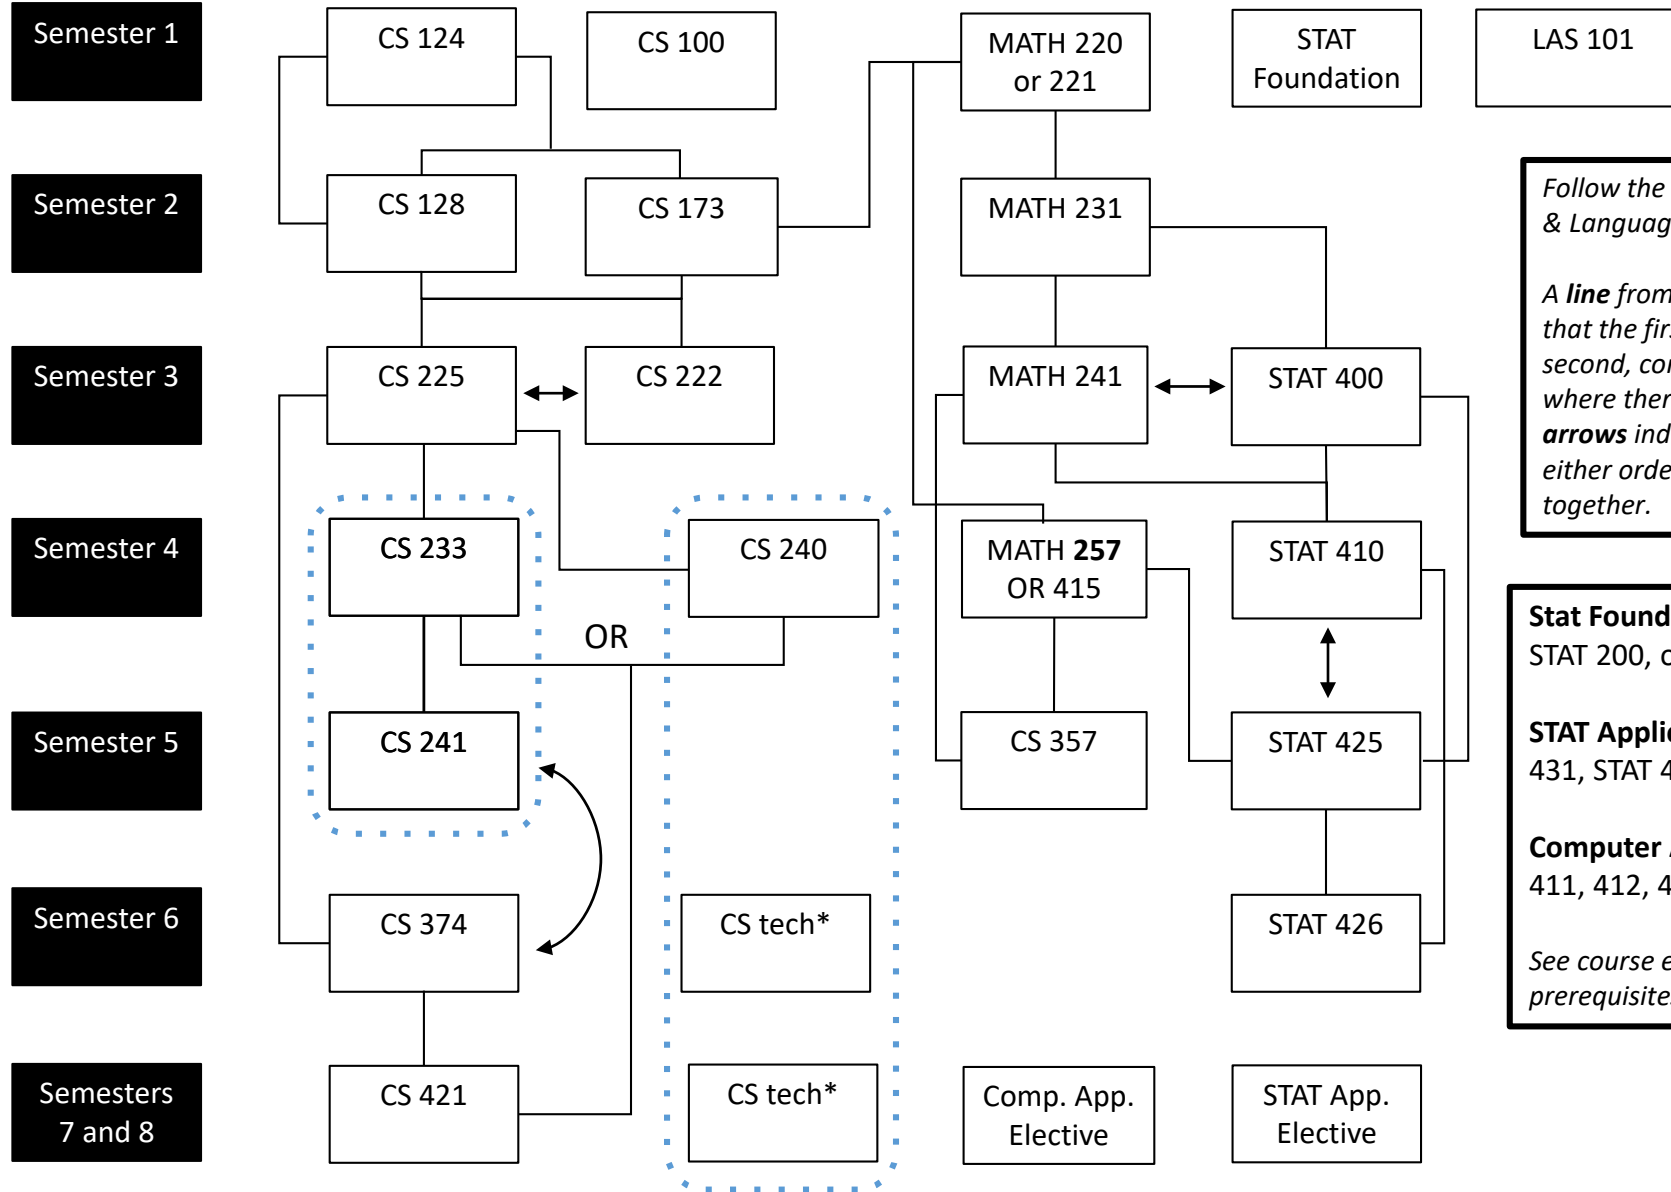 Semester 1
CS 124
CS 100
MATH 220
or 221
STAT
Foundation
LAS 101
Semester 2
CS 128
CS 173
MATH 231
Follow the
& Languag
A line from
that the firs
second, cor
where ther
arrows ind
either orde
together.
Semester 3
CS 225
CS 222
MATH 241
STAT 400
Semester 4
CS 233
CS 240
MATH 257
OR 415
STAT 410
OR
Stat Found
STAT 200, o
STAT Applic
431, STAT 4
Computer
411, 412, 4
See course e
prerequisite
Semester 5
CS 241
CS 357
STAT 425
Semester 6
CS 374
CS tech*
STAT 426
Semesters
7 and 8
CS 421
CS tech*
Comp. App.
Elective
STAT App.
Elective